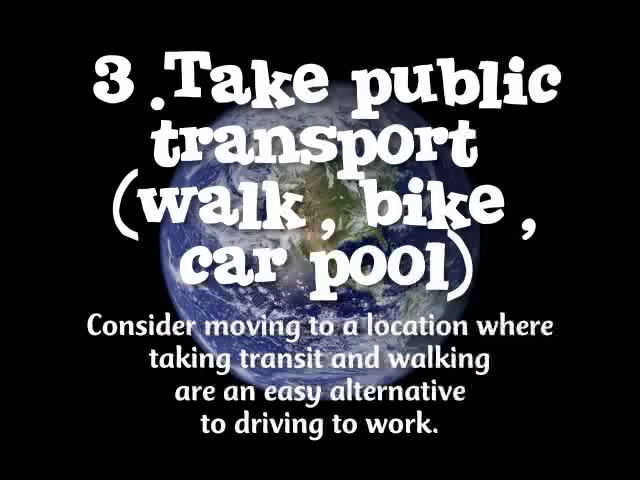 3 .Take public
transport
(walk , bike ,
car pool)
Consider moving to a location where
taking transit and walking
are an easy alternative
to driving to work.